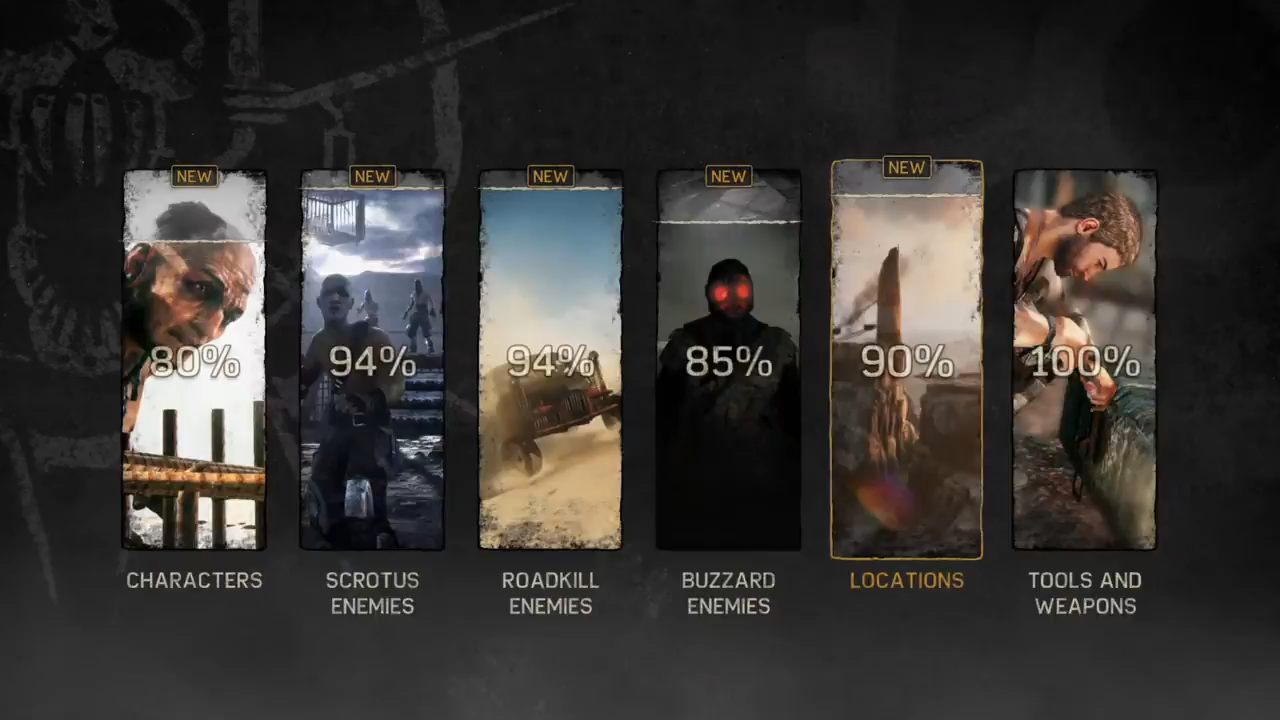 NEW
NEW
NEW
NEW
NEW
80%
94%
94%
85%
90%
100%
CHARACTERS
SCROTUS
ENEMIES
ROADKILL
ENEMIES
BUZZARD
ENEMIES
LOCATIONS
TOOLS AND
WEAPONS